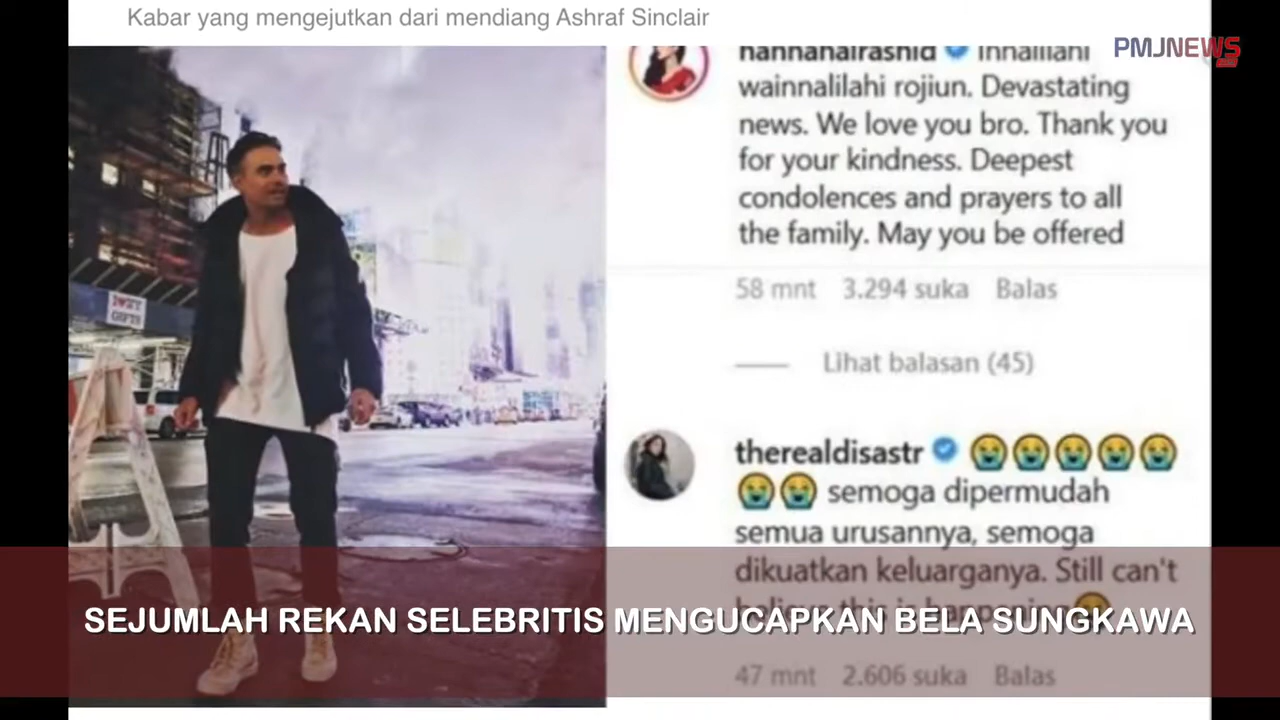 Kabar yang mengejutkan dari mendiang Ashraf Sinclair
PMJNEWS
hannahalrashid Innalillahi
wainnalilahi rojiun. Devastating
news. We love you bro. Thank you
for your kindness. Deepest
condolences and prayers to all
the family. May you be offered
58 mnt 3.294 suka Balas
Lihat balasan (45)
I NY
GIFTS
therealdisastr 😭😭😭😭😭
😭😭 semoga dipermudah
semua urusannya, semoga
dikuatkan keluarganya. Still can't
SEJUMLAH REKAN SELEBRITIS MENGUCAPKAN BELA SUNGKAWA
47 mnt 2.606 suka Balas